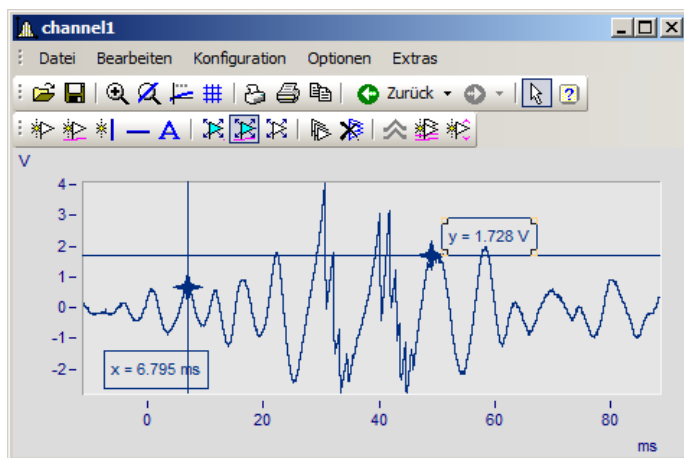 channel1
Datei Bearbeiten Konfiguration Optionen Extras
Zurück
A
V
4
3
2
1
0
-1
-2
y = 1.728 V
x = 6.795 ms
0 20 40 60 80
ms